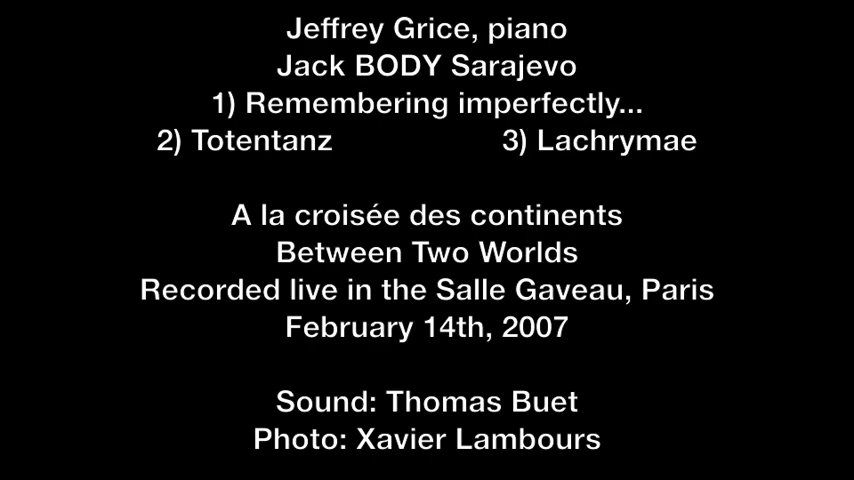 Jeffrey Grice, piano
Jack BODY Sarajevo
1) Remembering imperfectly...
2) Totentanz 3) Lachrymae
A la croisée des continents
Between Two Worlds
Recorded live in the Salle Gaveau, Paris
February 14th, 2007
Sound: Thomas Buet
Photo: Xavier Lambours